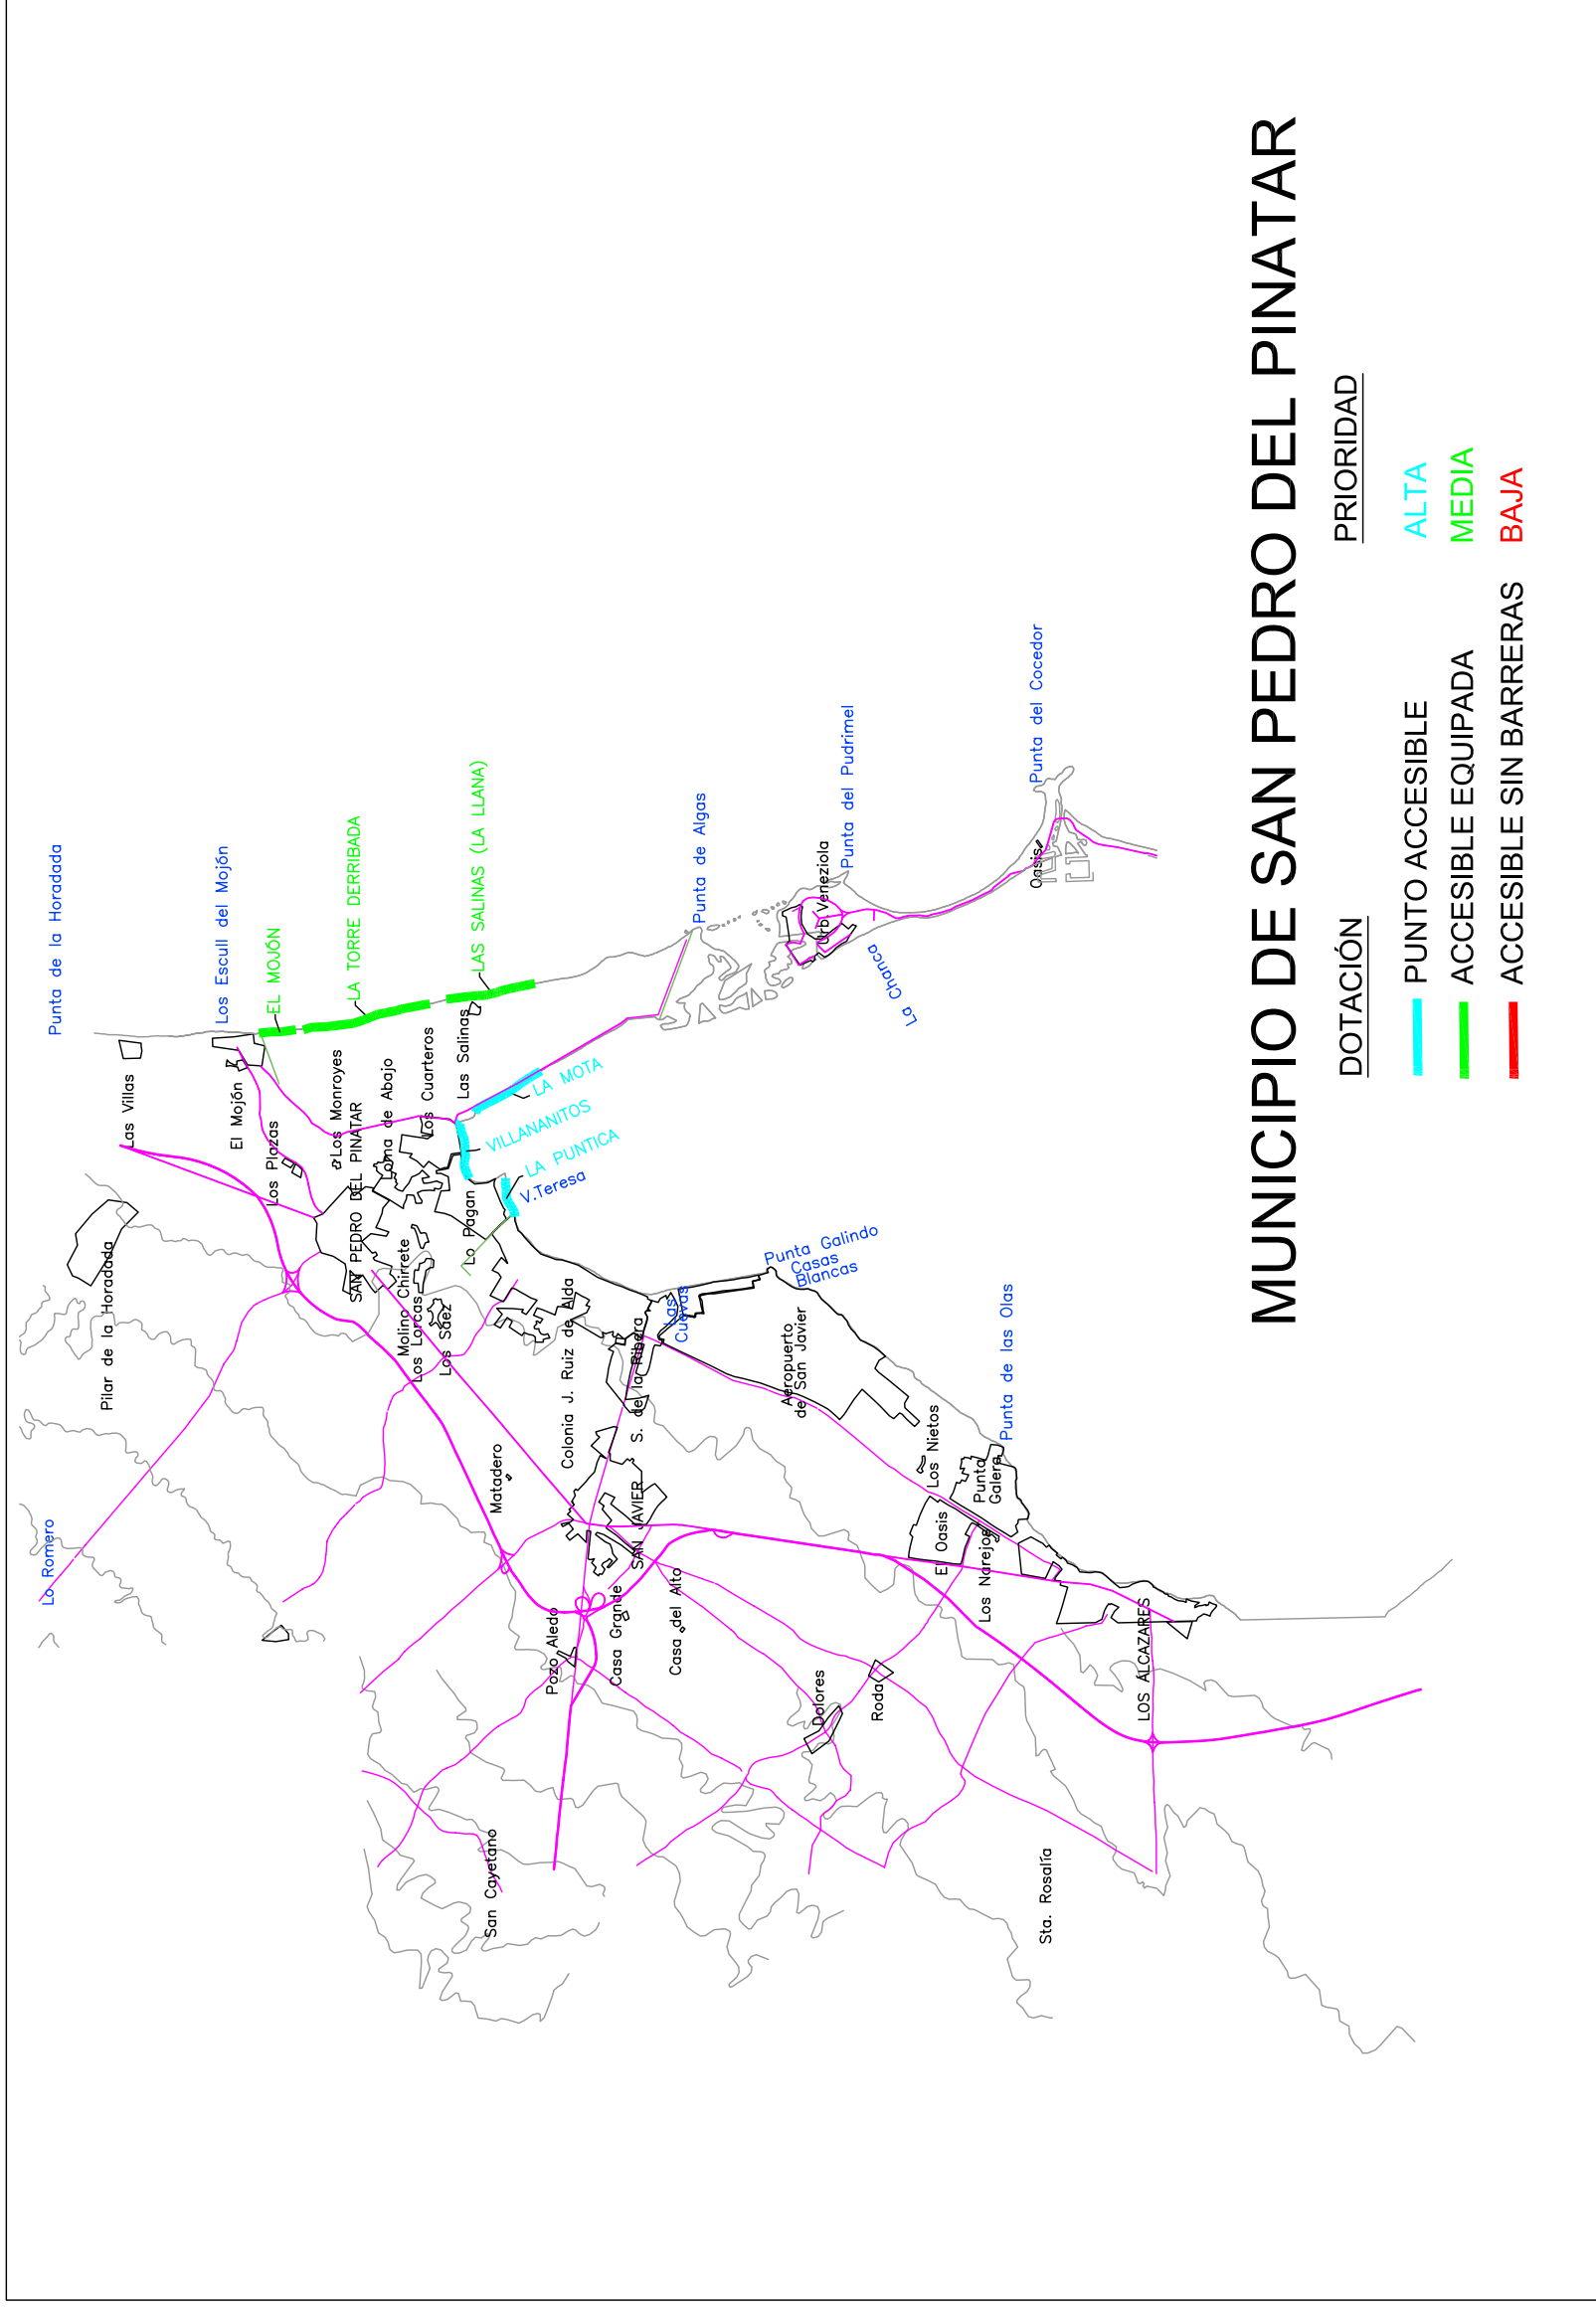 Punta de la Horadada
Las Villas
Pilar de la Horadada
Lo Romero
Los Escull del Mojón
El Mojón
EL MOJÓN
Los Plazas
LA TORRE DERRIBADA
Los Monroyes
SAN PEDRO DEL PINATAR
Loma de Abajo
Los Cuarteros
Molino Chirrete
Los Lorcas
Los Sáez
LAS SALINAS (LA LLANA)
Las Salinas
Lo Pagan
LA MOTA
VILLANANITOS
LA PUNTICA
V.Teresa
Matadero
San Cayetano
Colonia J. Ruiz de Alda
Pozo Aledo
S. de la Ribera
SAN JAVIER
Casa Grande
Las
Cuevas
Casa del Alto
Punta de Algas
Punta Galindo
Casas
Blancas
Aeropuerto
de San Javier
Urb. Veneziola
Punta del Pudrimel
La Chanca
Dolores
Roda
Los Nietos
El Oasis
Punta
Galera
Los Narejos
Punta de las Olas
Oasis
Punta del Cocedor
Sta. Rosalía
LOS ALCAZARES
MUNICIPIO DE SAN PEDRO DEL PINATAR
DOTACIÓN
PRIORIDAD
PUNTO ACCESIBLE
ALTA
ACCESIBLE EQUIPADA
MEDIA
ACCESIBLE SIN BARRERAS
BAJA